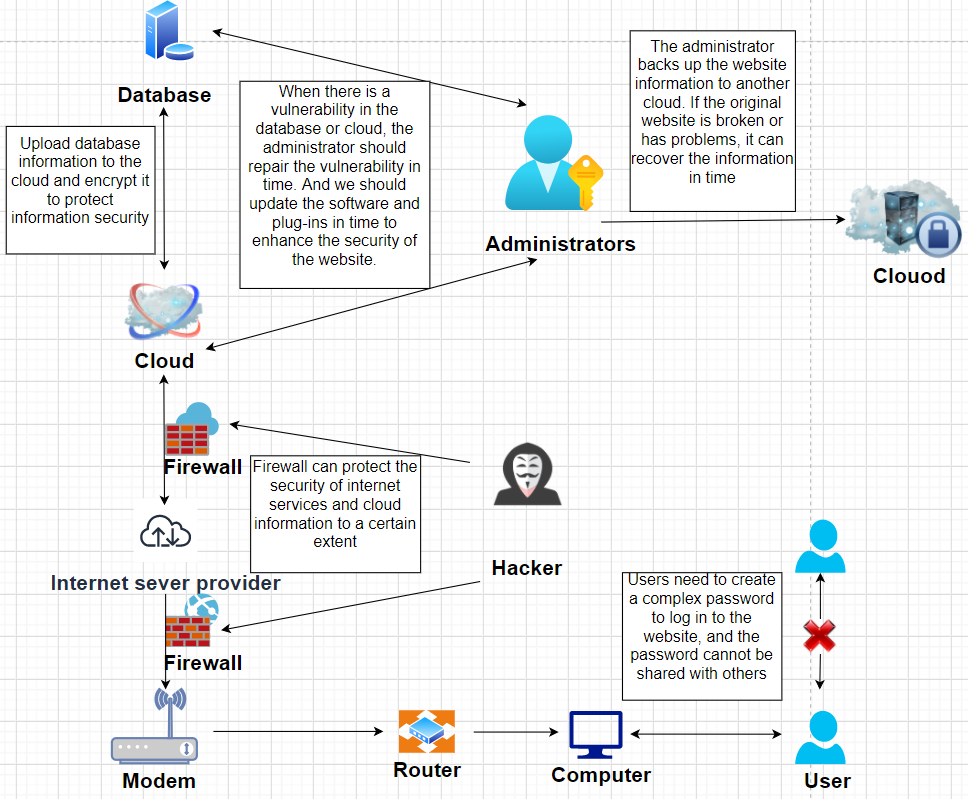 Database
The administrator
backs up the website
information to another
cloud. If the original
website is broken or
has problems, it can
recover the information
in time
When there is a
vulnerability in the
database or cloud, the
administrator should
repair the vulnerability in
time. And we should
update the software and
plug-ins in time to
enhance the security of
the website.
Upload database
information to the
cloud and encrypt it
to protect
information security
Administrators
Clouod
Cloud
Firewall
Firewall can protect the
security of internet
services and cloud
information to a certain
extent
Hacker
Internet sever provider
Users need to create
a complex password
to log in to the
website, and the
password cannot be
shared with others
Firewall
Modem
Router
Computer
User